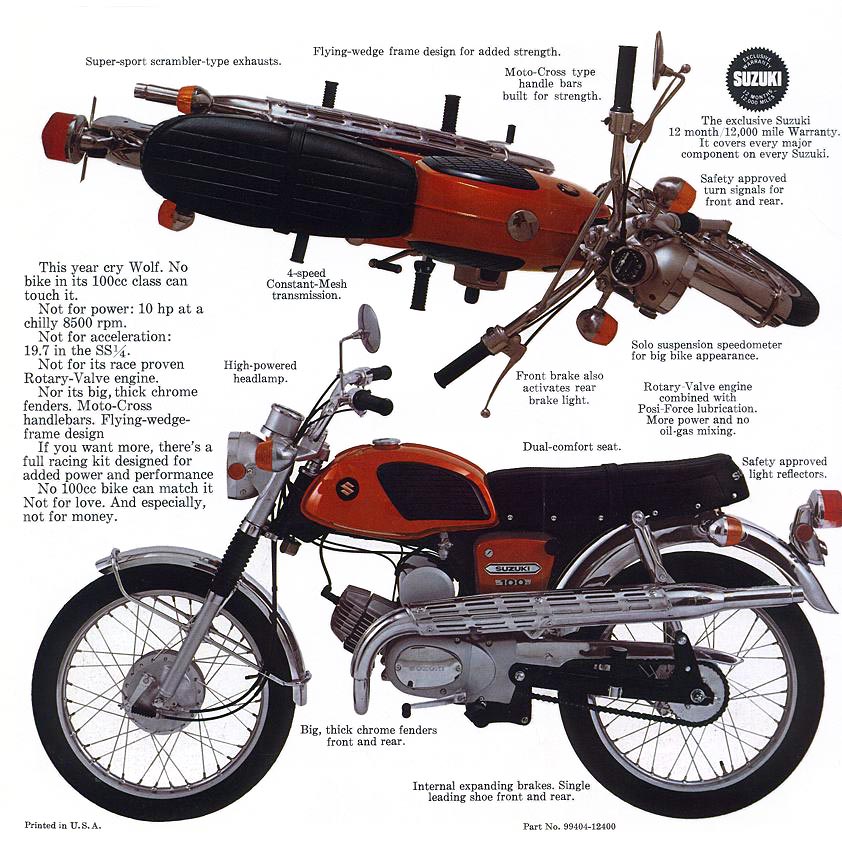 Super-sport scrambler-type exhausts.
Flying-wedge frame design for added strength.
Moto-Cross type
handle bars
built for strength.
EXCLUSIVE
WARRANTY
SUZUKI
12 MONTHS
12,000 MILES
The exclusive Suzuki
12 month/12,000 mile Warranty.
It covers every major
component on every Suzuki.
Safety approved
turn signals for
front and rear.
This year cry Wolf. No
bike in its 100cc class can
touch it.
Not for power: 10 hp at a
chilly 8500 rpm.
Not for acceleration:
19.7 in the SS¼.
Not for its race proven
Rotary-Valve engine.
Nor its big, thick chrome
fenders. Moto-Cross
handlebars. Flying-wedge-
frame design
If you want more, there's a
full racing kit designed for
added power and performance
No 100cc bike can match it
Not for love. And especially,
not for money.
4-speed
Constant-Mesh
transmission.
High-powered
headlamp.
Solo suspension speedometer
for big bike appearance.
Front brake also
activates rear
brake light.
Rotary-Valve engine
combined with
Posi-Force lubrication.
More power and no
oil-gas mixing.
Dual-comfort seat.
Safety approved
light reflectors.
SUZUKI
100
SUZUKI
Big, thick chrome fenders
front and rear.
Internal expanding brakes. Single
leading shoe front and rear.
Printed in U.S.A.
Part No. 99404-12400